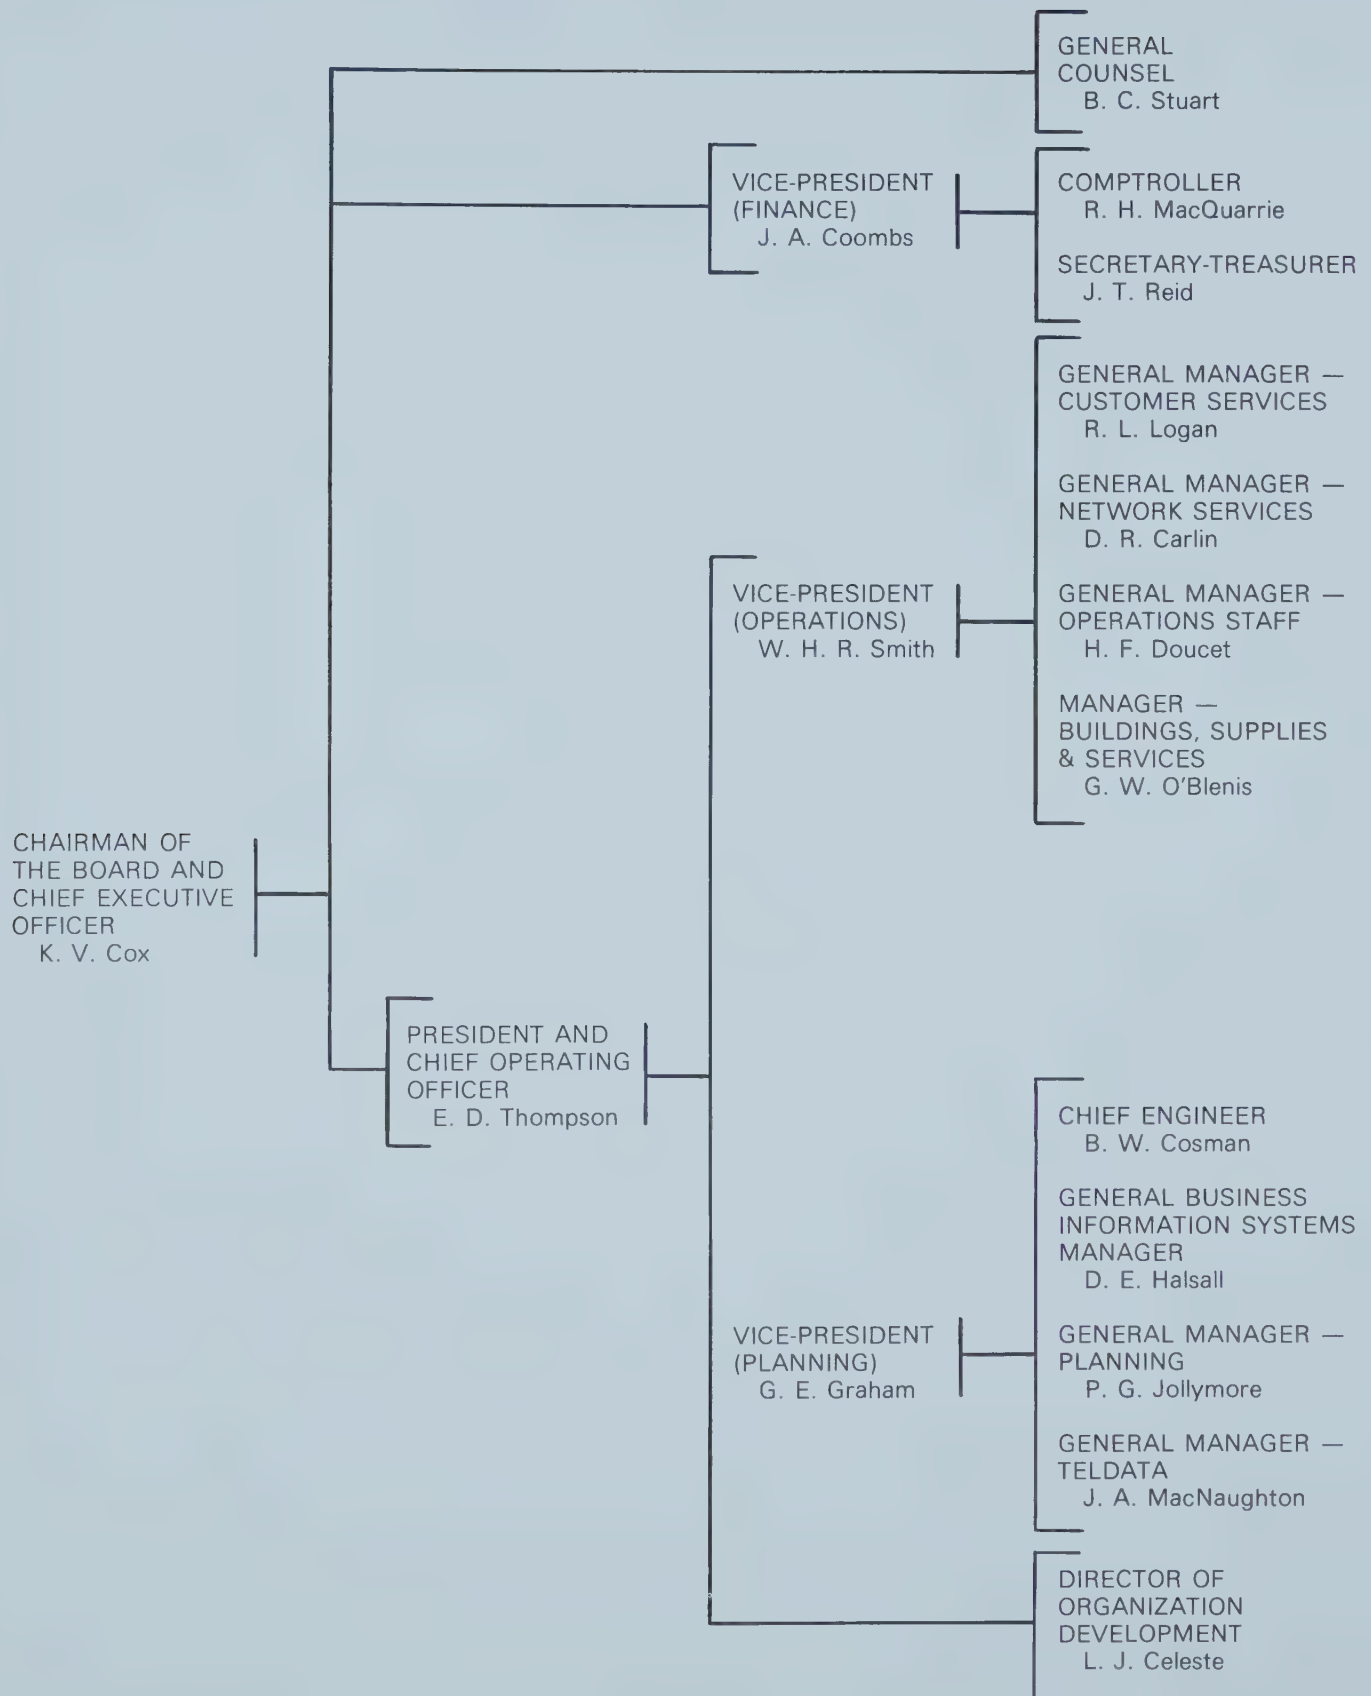 GENERAL
COUNSEL
B. C. Stuart
VICE-PRESIDENT
(FINANCE)
J. A. Coombs
COMPTROLLER
R. H. MacQuarrie
SECRETARY-TREASURER
J. T. Reid
GENERAL MANAGER —
CUSTOMER SERVICES
R. L. Logan
GENERAL MANAGER —
NETWORK SERVICES
D. R. Carlin
VICE-PRESIDENT
(OPERATIONS)
W. H. R. Smith
GENERAL MANAGER —
OPERATIONS STAFF
H. F. Doucet
MANAGER —
BUILDINGS, SUPPLIES
& SERVICES
G. W. O'Blenis
CHAIRMAN OF
THE BOARD AND
CHIEF EXECUTIVE
OFFICER
K. V. Cox
PRESIDENT AND
CHIEF OPERATING
OFFICER
E. D. Thompson
CHIEF ENGINEER
B. W. Cosman
GENERAL BUSINESS
INFORMATION SYSTEMS
MANAGER
D. E. Halsall
VICE-PRESIDENT
(PLANNING)
G. E. Graham
GENERAL MANAGER —
PLANNING
P. G. Jollymore
GENERAL MANAGER —
TELDATA
J. A. MacNaughton
DIRECTOR OF
ORGANIZATION
DEVELOPMENT
L. J. Celeste